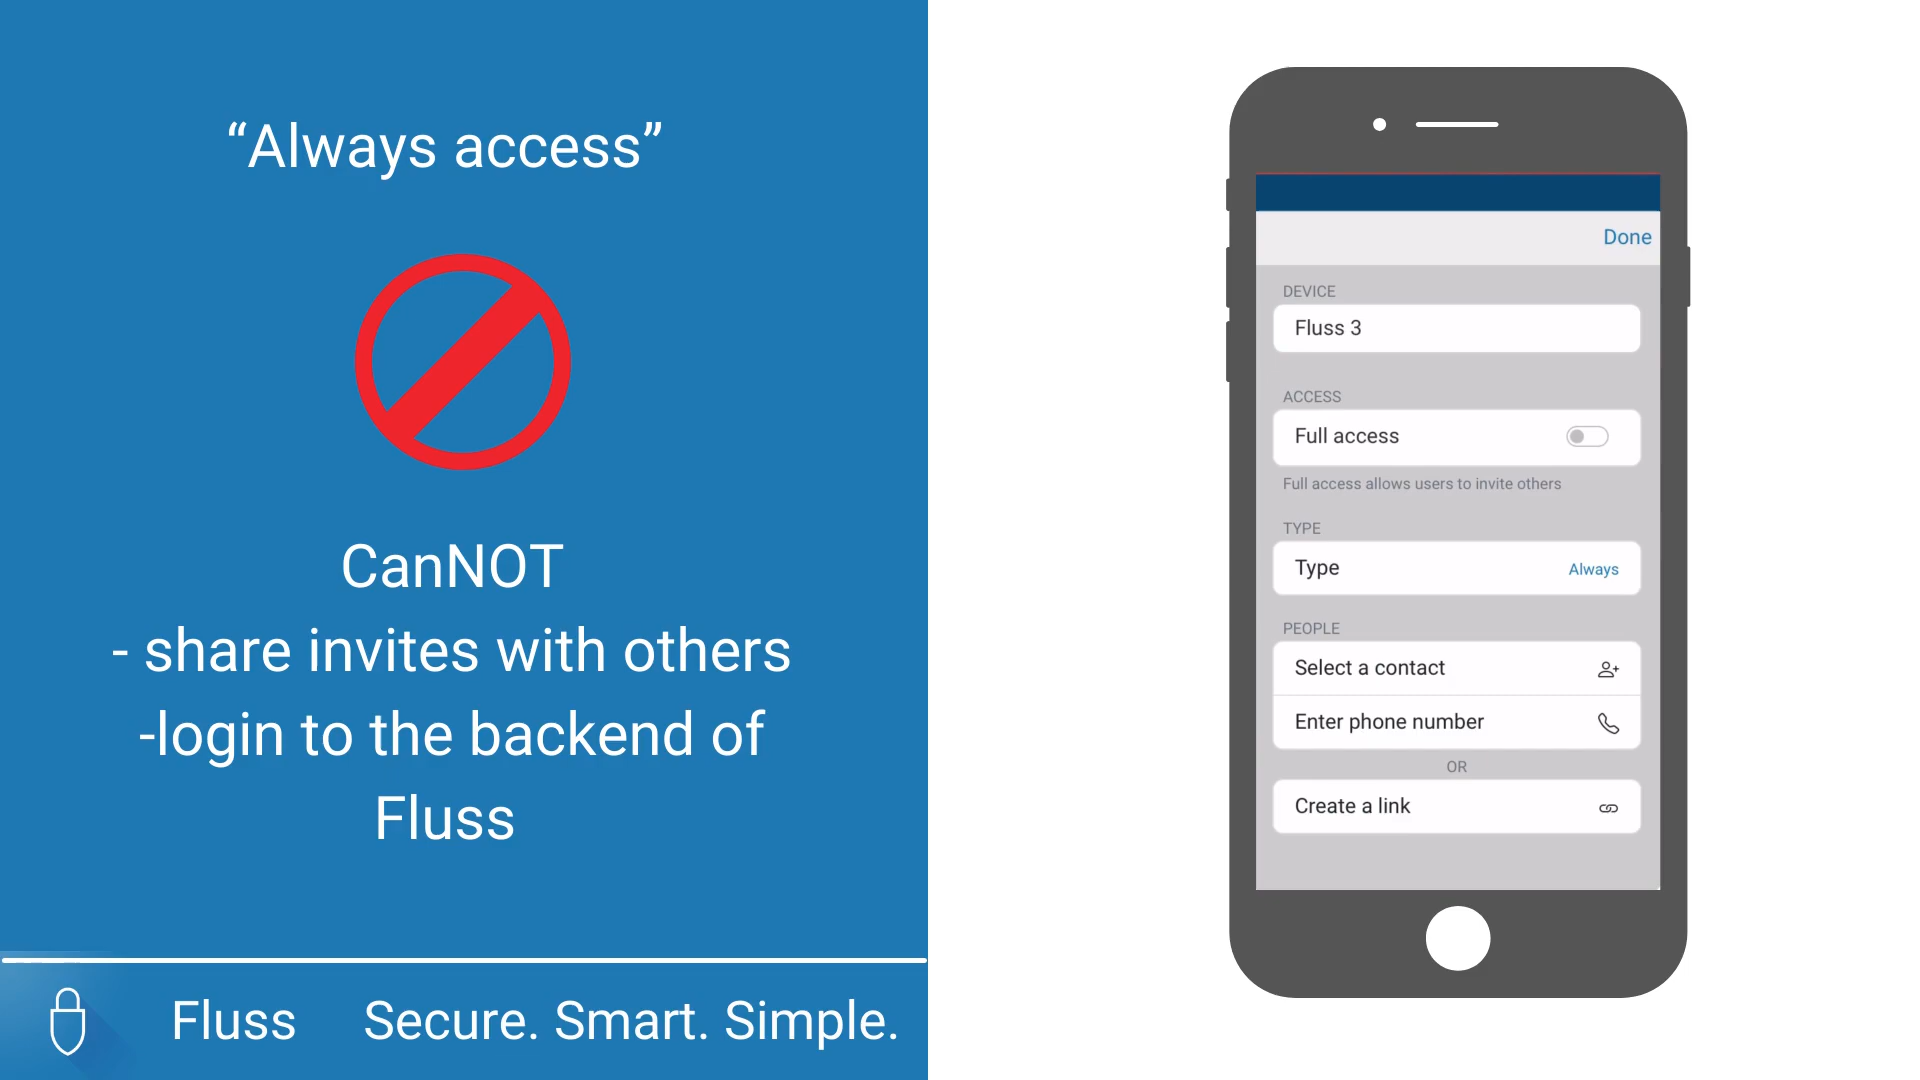 “Always access”
CanNOT
- share invites with others
-login to the backend of
Fluss
Fluss Secure. Smart. Simple.
Done
DEVICE
Fluss 3
ACCESS
Full access
Full access allows users to invite others
TYPE
Type Always
PEOPLE
Select a contact
Enter phone number
OR
Create a link